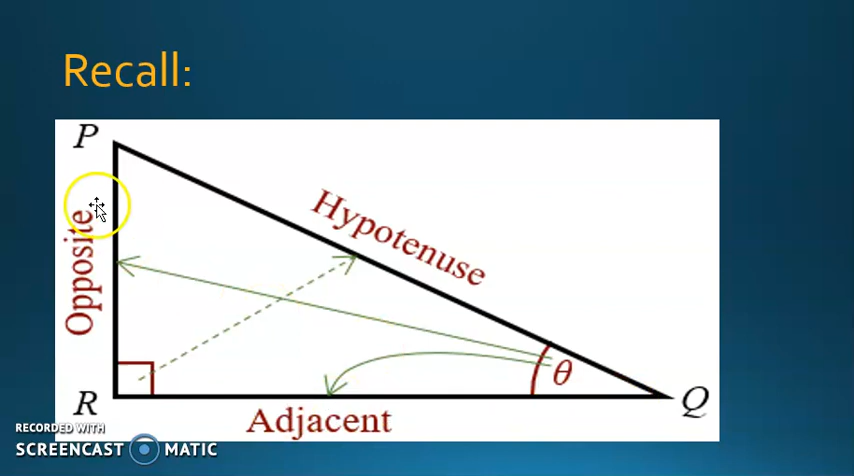 Recall:
P
Hypotenuse
Opposite
θ
R
Q
Adjacent
RECORDED WITH
SCREENCAST MATIC